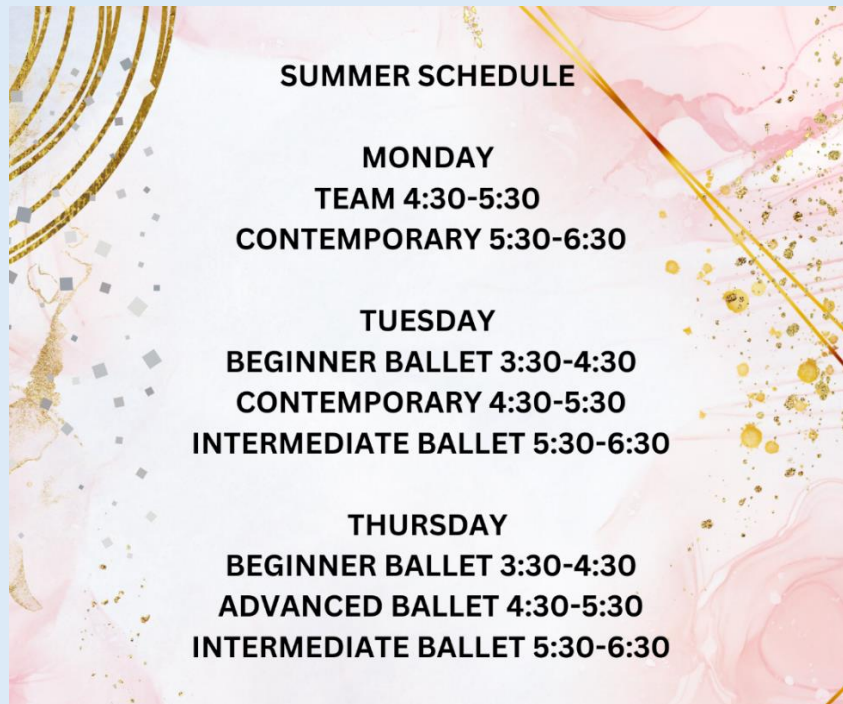 SUMMER SCHEDULE
MONDAY
TEAM 4:30-5:30
CONTEMPORARY 5:30-6:30
TUESDAY
BEGINNER BALLET 3:30-4:30
CONTEMPORARY 4:30-5:30
INTERMEDIATE BALLET 5:30-6:30
THURSDAY
BEGINNER BALLET 3:30-4:30
ADVANCED BALLET 4:30-5:30
INTERMEDIATE BALLET 5:30-6:30